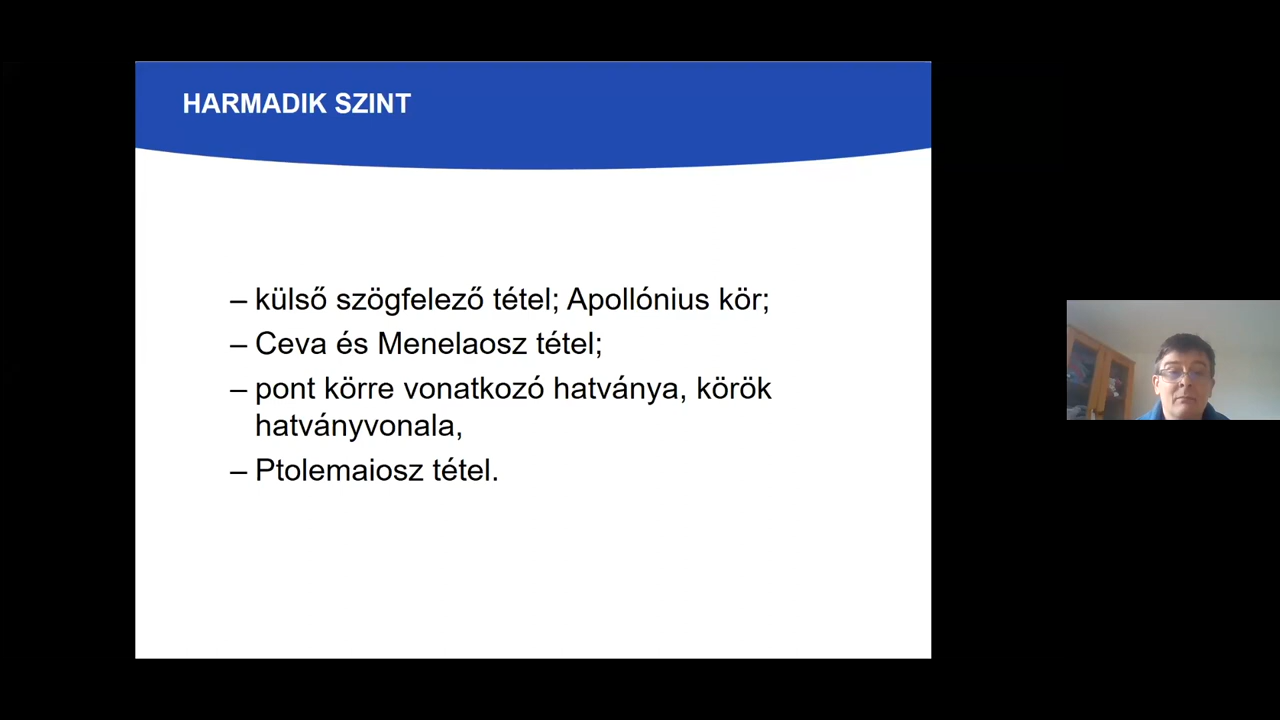 HARMADIK SZINT
– külső szögfelező tétel; Apollónius kör;
– Ceva és Menelaosz tétel;
– pont körre vonatkozó hatványa, körök
hatványvonala,
– Ptolemaiosz tétel.